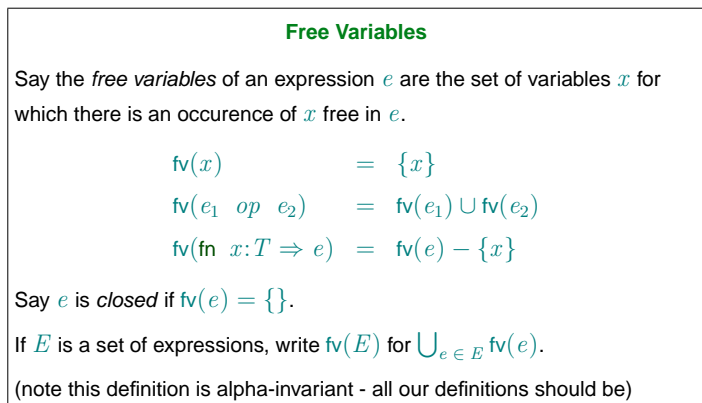 Free Variables
Say the free variables of an expression e are the set of variables x for
which there is an occurence of x free in e.
fv(x) = {x}
fv(e₁ op e₂) = fv(e₁) ∪ fv(e₂)
fv(fn x:T ⇒ e) = fv(e) − {x}
Say e is closed if fv(e) = {}.
If E is a set of expressions, write fv(E) for ⋃ₑ ∈ E fv(e).
(note this definition is alpha-invariant - all our definitions should be)